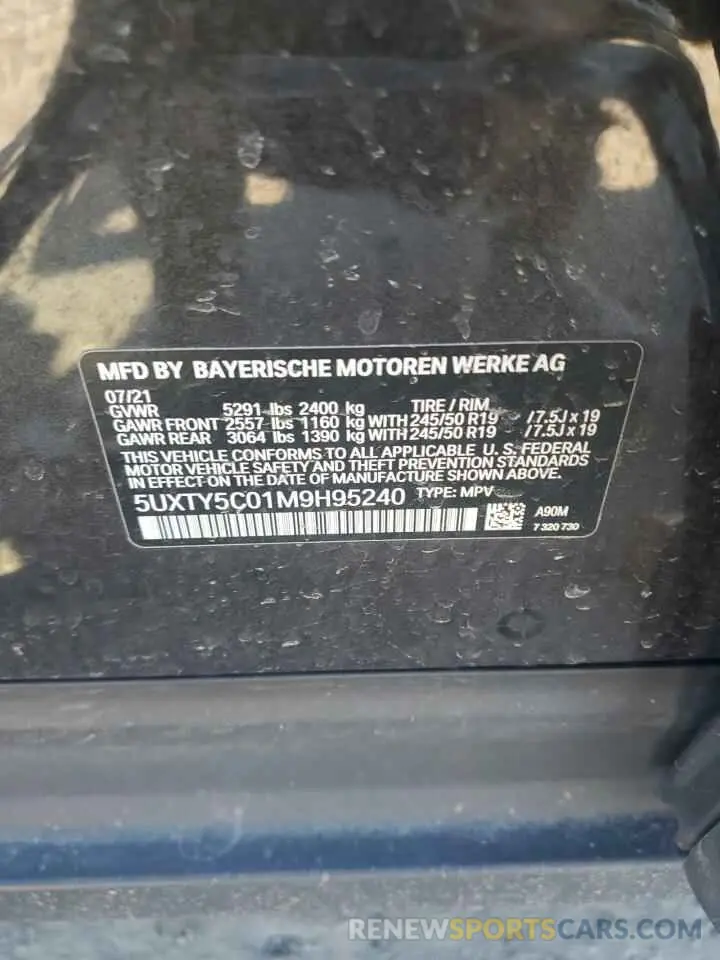 MFD BY BAYERISCHE MOTOREN WERKE AG
07/21
GVWR 5291 lbs 2400 kg TIRE / RIM
GAWR FRONT 2557 lbs 1160 kg WITH 245/50 R19 / 7.5J x 19
GAWR REAR 3064 lbs 1390 kg WITH 245/50 R19 / 7.5J x 19
THIS VEHICLE CONFORMS TO ALL APPLICABLE U. S. FEDERAL
MOTOR VEHICLE SAFETY AND THEFT PREVENTION STANDARDS
IN EFFECT ON THE DATE OF MANUFACTURE SHOWN ABOVE.
5UXTY5C01M9H95240 TYPE: MPV
A90M
7 320 730
RENEWSPORTSCARS.COM